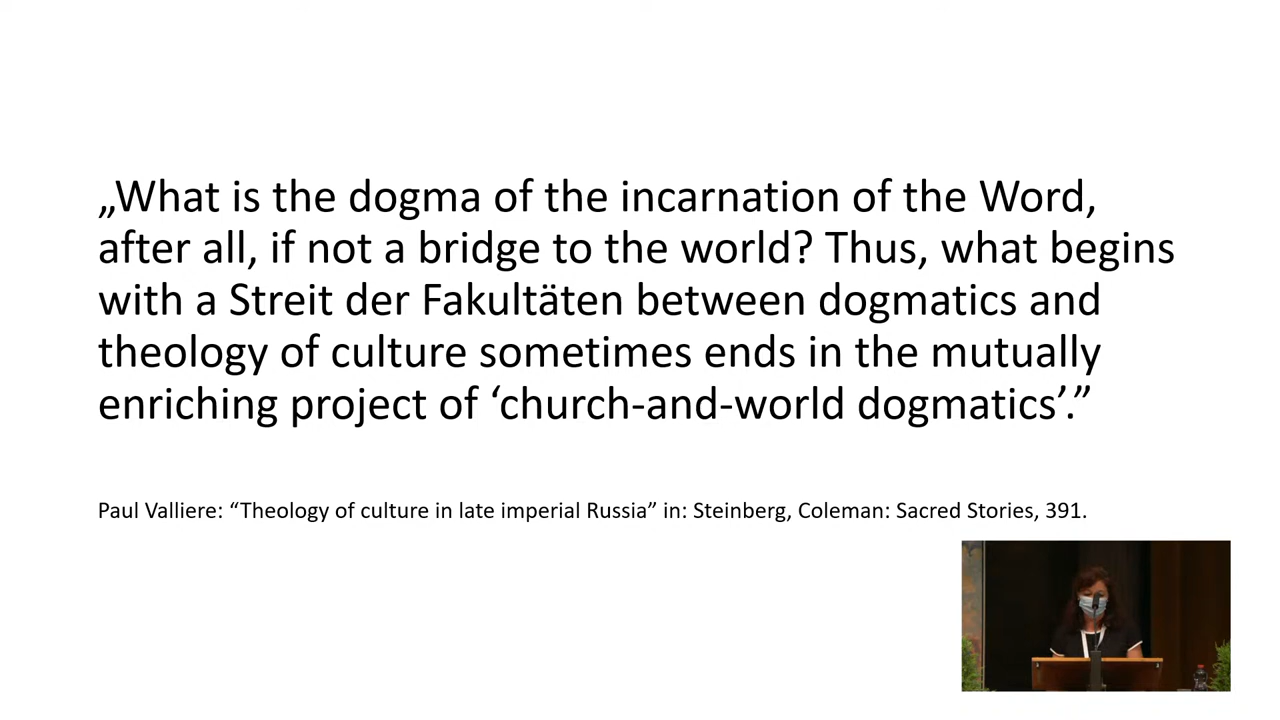 „What is the dogma of the incarnation of the Word,
after all, if not a bridge to the world? Thus, what begins
with a Streit der Fakultäten between dogmatics and
theology of culture sometimes ends in the mutually
enriching project of ‘church-and-world dogmatics’.”
Paul Valliere: “Theology of culture in late imperial Russia” in: Steinberg, Coleman: Sacred Stories, 391.